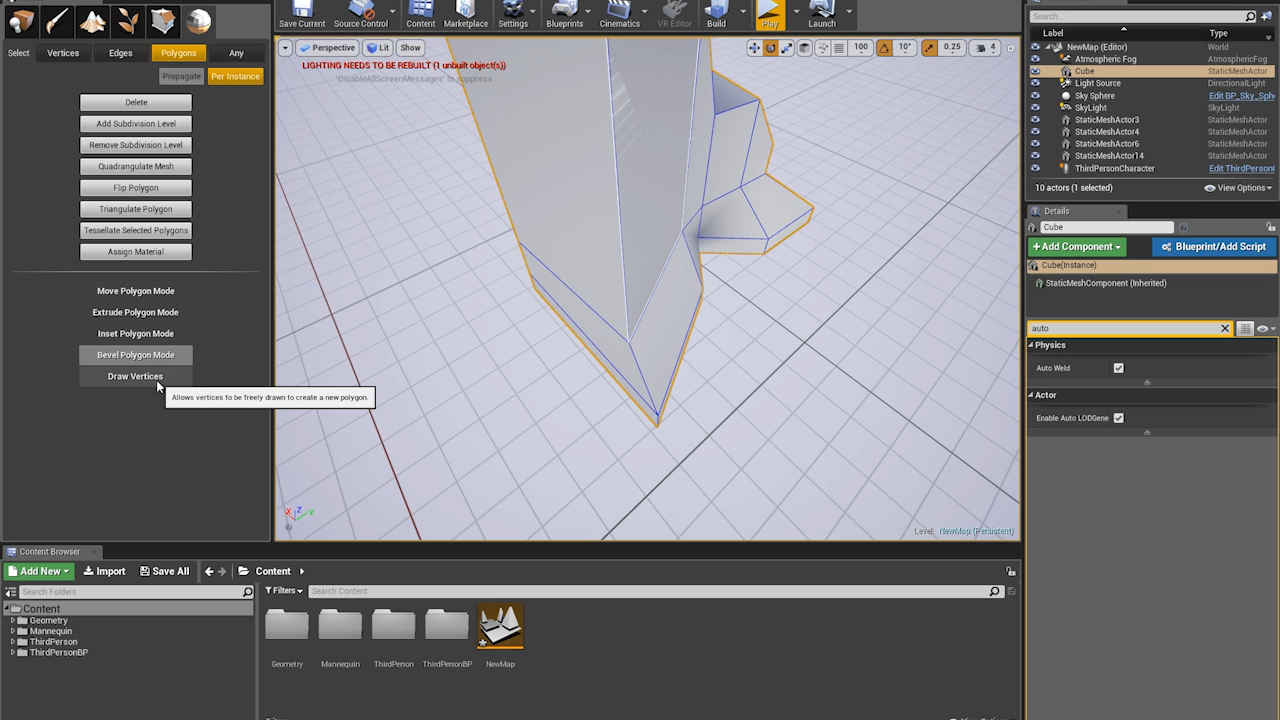 Save Current
Source Control
Content
Marketplace
Settings
Blueprints
Cinematics
VR Editor
Build
Play
Launch
Select
Vertices
Edges
Polygons
Any
Propagate
Per Instance
Delete
Add Subdivision Level
Remove Subdivision Level
Quadrangulate Mesh
Flip Polygon
Triangulate Polygon
Tessellate Selected Polygons
Assign Material
Move Polygon Mode
Extrude Polygon Mode
Inset Polygon Mode
Bevel Polygon Mode
Draw Vertices
Allows vertices to be freely drawn to create a new polygon.
Perspective
Lit
Show
100
10°
0.25
4
LIGHTING NEEDS TO BE REBUILT (1 unbuilt object(s))
'DisableAllScreenMessages' to suppress
X
Z
Y
Level: NewMap (Persistent)
Search...
Label
Type
NewMap (Editor)
World
Atmospheric Fog
AtmosphericFog
Cube
StaticMeshActor
Light Source
DirectionalLight
Sky Sphere
Edit BP_Sky_Sph
SkyLight
SkyLight
StaticMeshActor3
StaticMeshActor
StaticMeshActor4
StaticMeshActor
StaticMeshActor6
StaticMeshActor
StaticMeshActor14
StaticMeshActor
ThirdPersonCharacter
Edit ThirdPerson
10 actors (1 selected)
View Options
Details
Cube
+Add Component
Blueprint/Add Script
Cube(Instance)
StaticMeshComponent (Inherited)
auto
Physics
Auto Weld
Actor
Enable Auto LODGene
Content Browser
Add New
Import
Save All
Content
Search Folders
Filters
Search Content
Content
Geometry
Mannequin
ThirdPerson
ThirdPersonBP
Geometry
Mannequin
ThirdPerson
ThirdPersonBP
NewMap